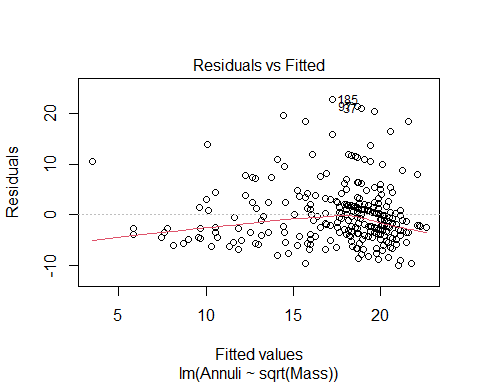 Residuals vs Fitted
Residuals
20
10
0
-10
185
37
5
10
15
20
Fitted values
lm(Annuli ~ sqrt(Mass))